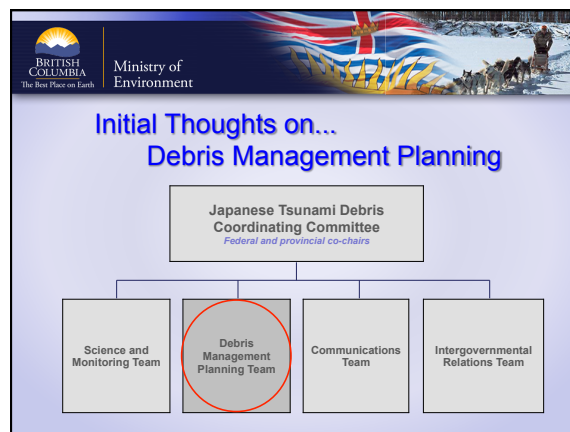 BRITISH
COLUMBIA
The Best Place on Earth
Ministry of
Environment
Initial Thoughts on...
Debris Management Planning
Japanese Tsunami Debris
Coordinating Committee
Federal and provincial co-chairs
Science and
Monitoring Team
Debris
Management
Planning Team
Communications
Team
Intergovernmental
Relations Team